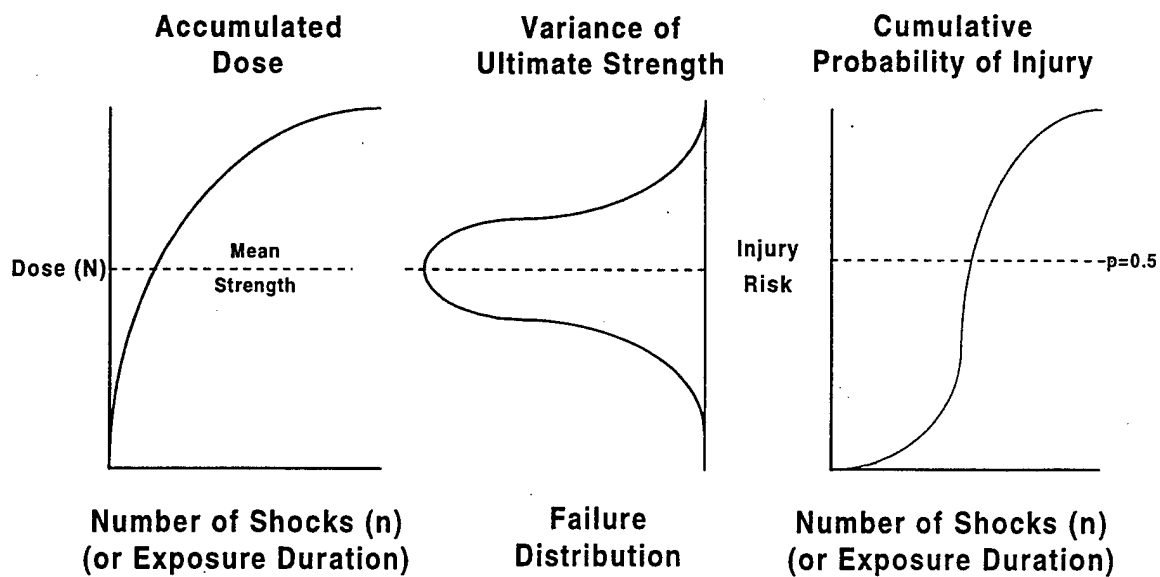 Accumulated
Dose
Variance of
Ultimate Strength
Cumulative
Probability of Injury
Dose (N)
Mean
Strength
Injury
Risk
p=0.5
Number of Shocks (n)
(or Exposure Duration)
Failure
Distribution
Number of Shocks (n)
(or Exposure Duration)